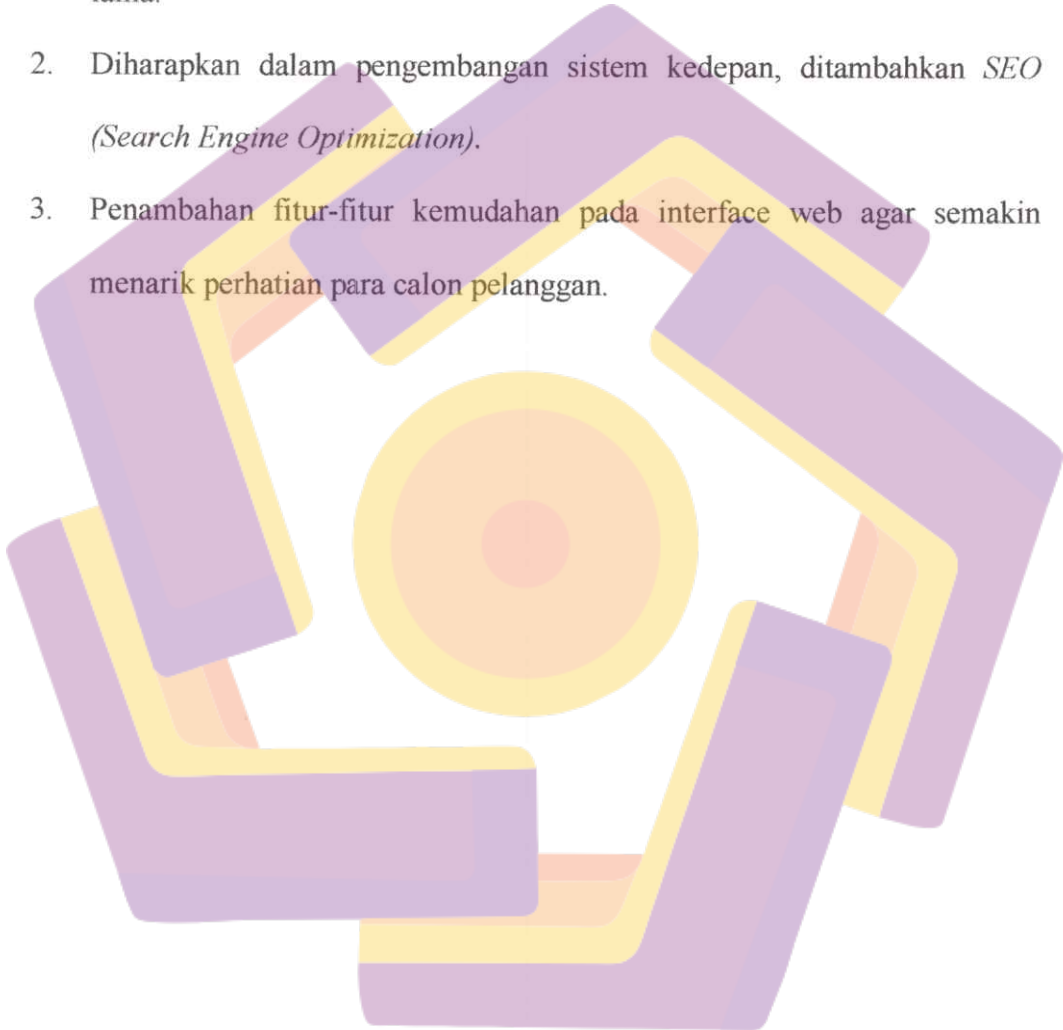 2. Diharapkan dalam pengembangan sistem kedepan, ditambahkan SEO
(Search Engine Optimization).
3. Penambahan fitur-fitur kemudahan pada interface web agar semakin
menarik perhatian para calon pelanggan.